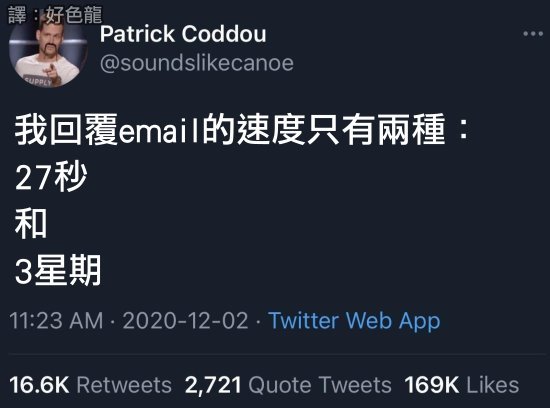 譯：好色龍
Patrick Coddou
@soundslikecanoe
SUPPLY
我回覆email的速度只有兩種：
27秒
和
3星期
11:23 AM · 2020-12-02 · Twitter Web App
16.6K Retweets 2,721 Quote Tweets 169K Likes